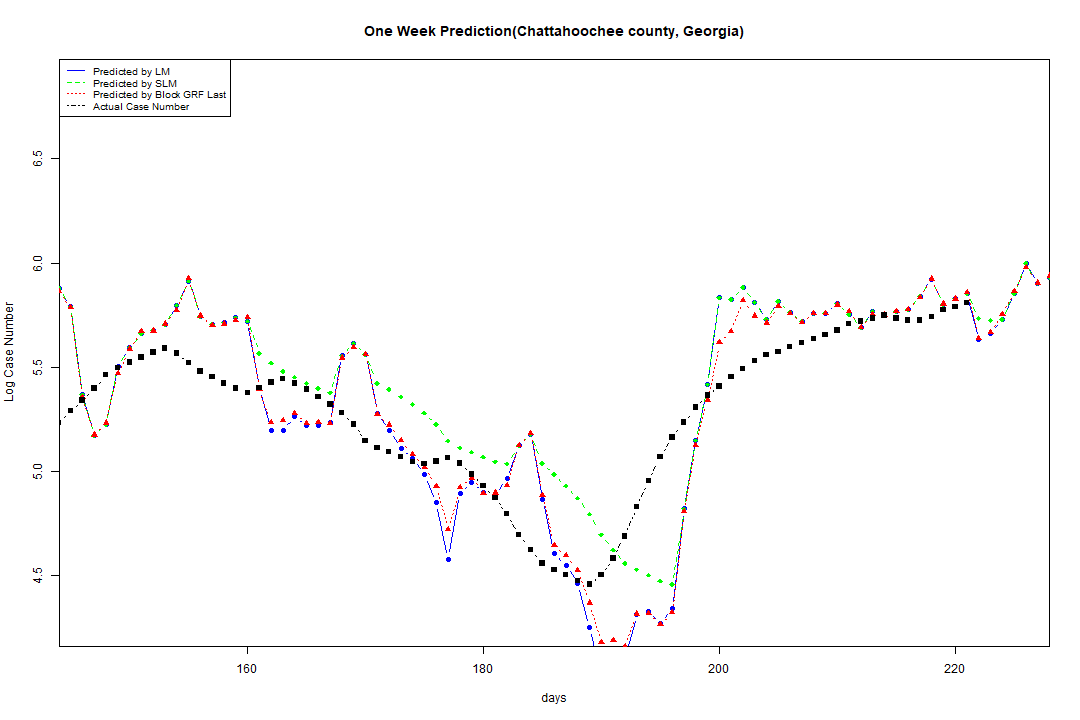 One Week Prediction(Chattahoochee county, Georgia)
Predicted by LM
Predicted by SLM
Predicted by Block GRF Last
Actual Case Number
6.5
6.0
5.5
5.0
4.5
Log Case Number
160 180 200 220
days